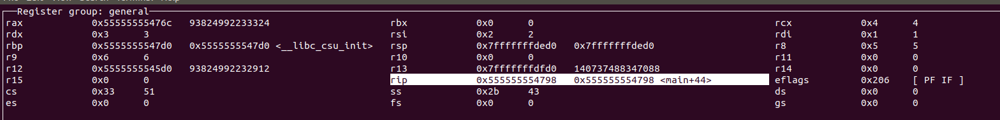 Register group: general
rax 0x55555555476c 93824992233324 rbx 0x0 0 rcx 0x4 4
rdx 0x3 3 rsi 0x2 2 rdi 0x1 1
rbp 0x5555555547d0 0x5555555547d0 <__libc_csu_init> rsp 0x7fffffffded0 0x7fffffffded0 r8 0x5 5
r9 0x6 6 r10 0x0 0 r11 0x0 0
r12 0x5555555545d0 93824992232912 r13 0x7fffffffdfd0 140737488347088 r14 0x0 0
r15 0x0 0 rip 0x555555554798 0x555555554798 <main+44> eflags 0x206 [ PF IF ]
cs 0x33 51 ss 0x2b 43 ds 0x0 0
es 0x0 0 fs 0x0 0 gs 0x0 0